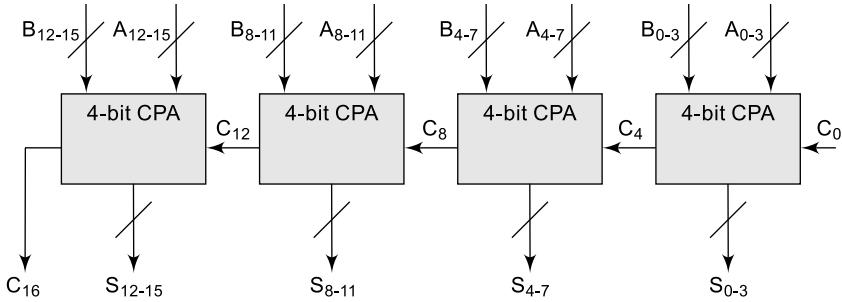 B12-15 A12-15 B8-11 A8-11 B4-7 A4-7 B0-3 A0-3
4-bit CPA 4-bit CPA 4-bit CPA 4-bit CPA
C12 C8 C4 C0
C16 S12-15 S8-11 S4-7 S0-3